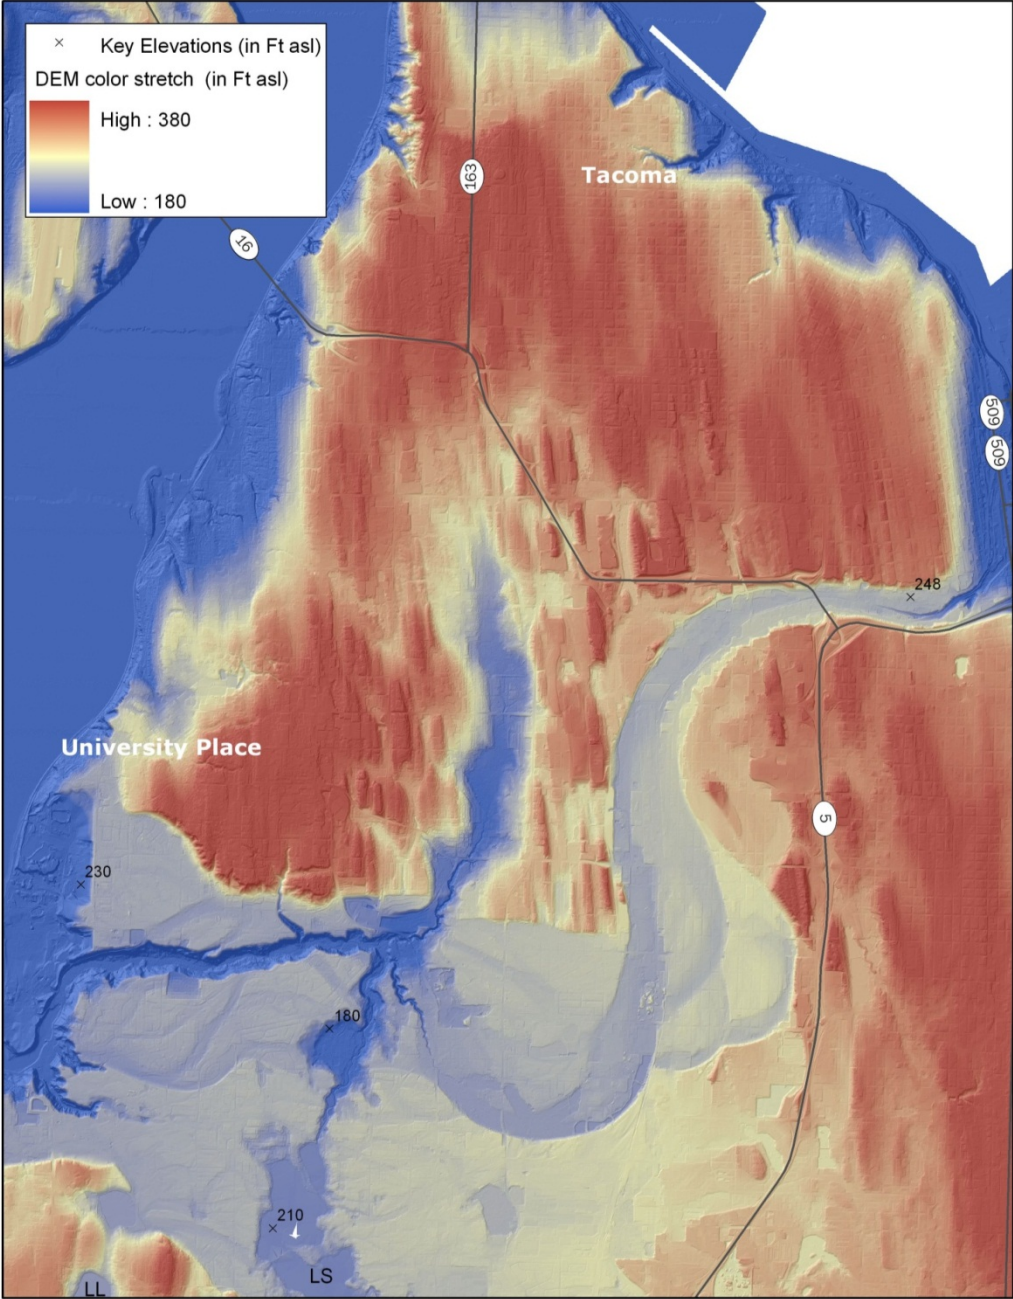 × Key Elevations (in Ft asl)
DEM color stretch (in Ft asl)
High : 380
Low : 180
163
Tacoma
16
509
509
248
University Place
5
230
180
210
LS
LL